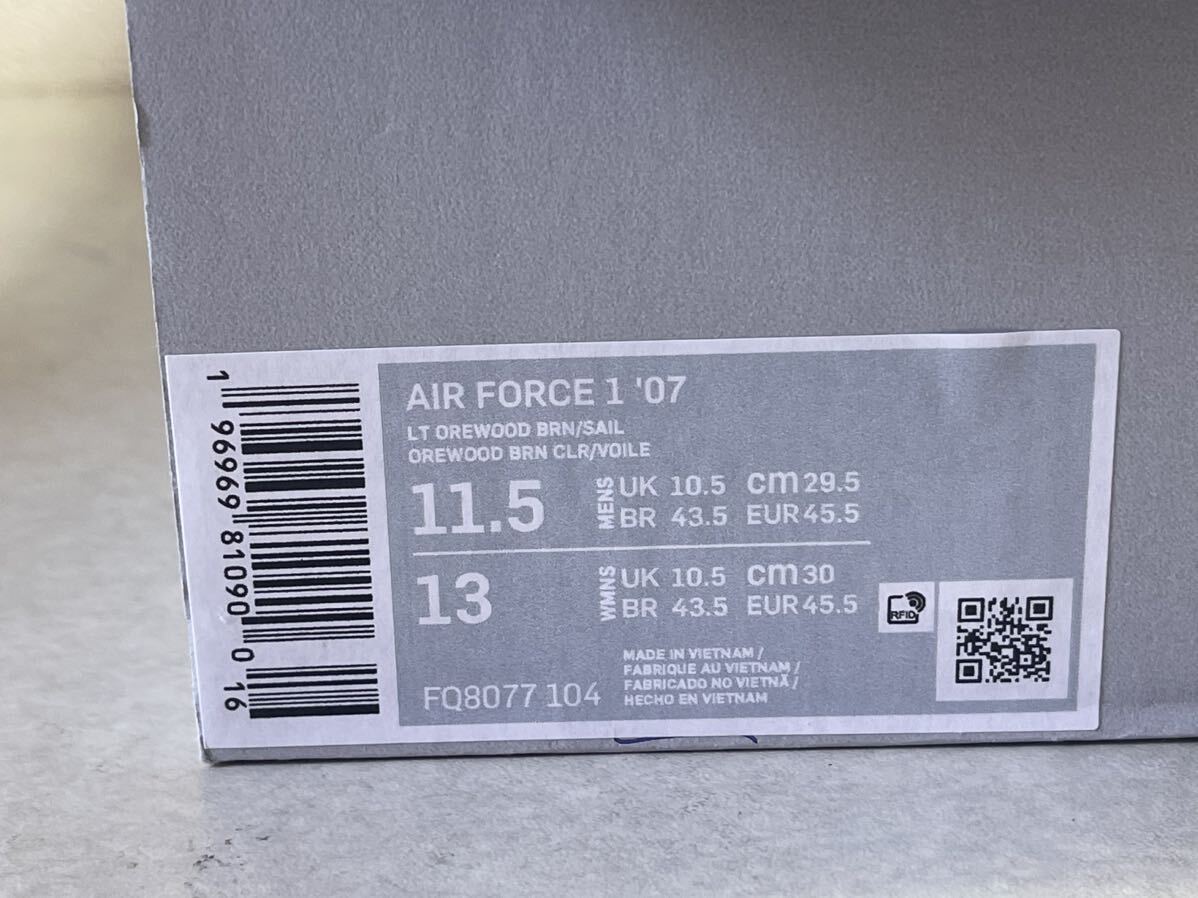 AIR FORCE 1 '07
LT OREWOOD BRN/SAIL
OREWOOD BRN CLR/VOILE
11.5 MENS UK 10.5 cm 29.5
BR 43.5 EUR 45.5
13 WMNS UK 10.5 cm 30
BR 43.5 EUR 45.5
RFID
MADE IN VIETNAM /
FABRIQUE AU VIETNAM /
FABRICADO NO VIETNÃ /
HECHO EN VIETNAM
FQ8077 104
1 96969 81090 0 16